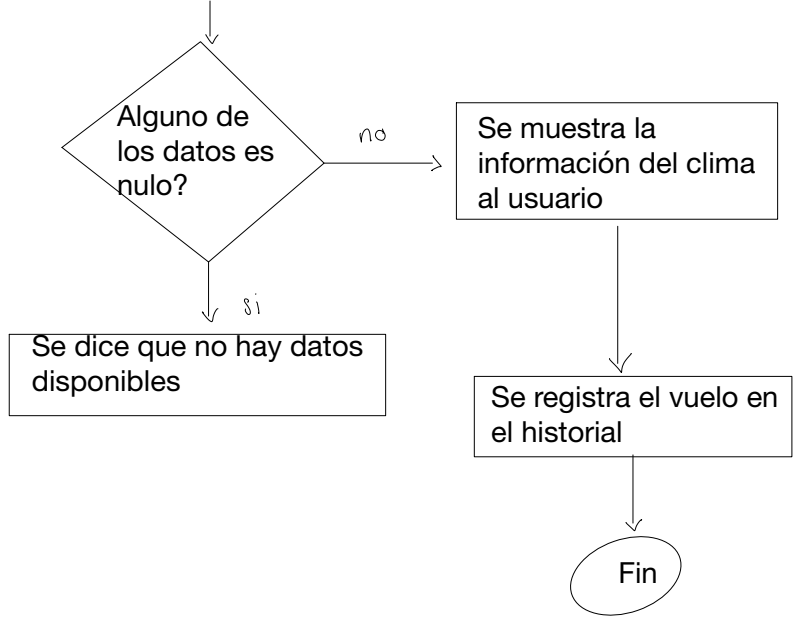 Alguno de
los datos es
nulo?
no
Se muestra la
información del clima
al usuario
si
Se dice que no hay datos
disponibles
Se registra el vuelo en
el historial
Fin